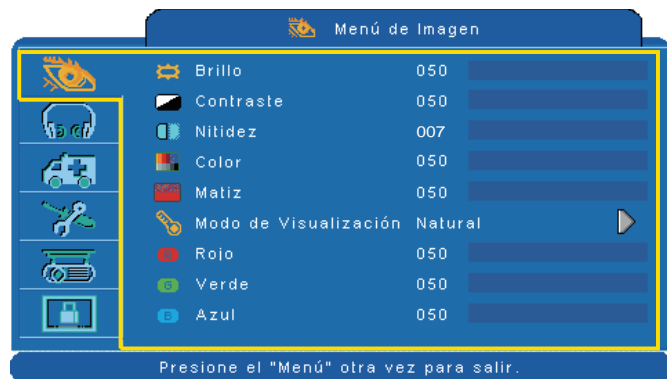 Menú de Imagen
Brillo 050
Contraste 050
Nitidez 007
Color 050
Matiz 050
Modo de Visualización Natural
Rojo 050
G Verde 050
B Azul 050
Presione el "Menú" otra vez para salir.